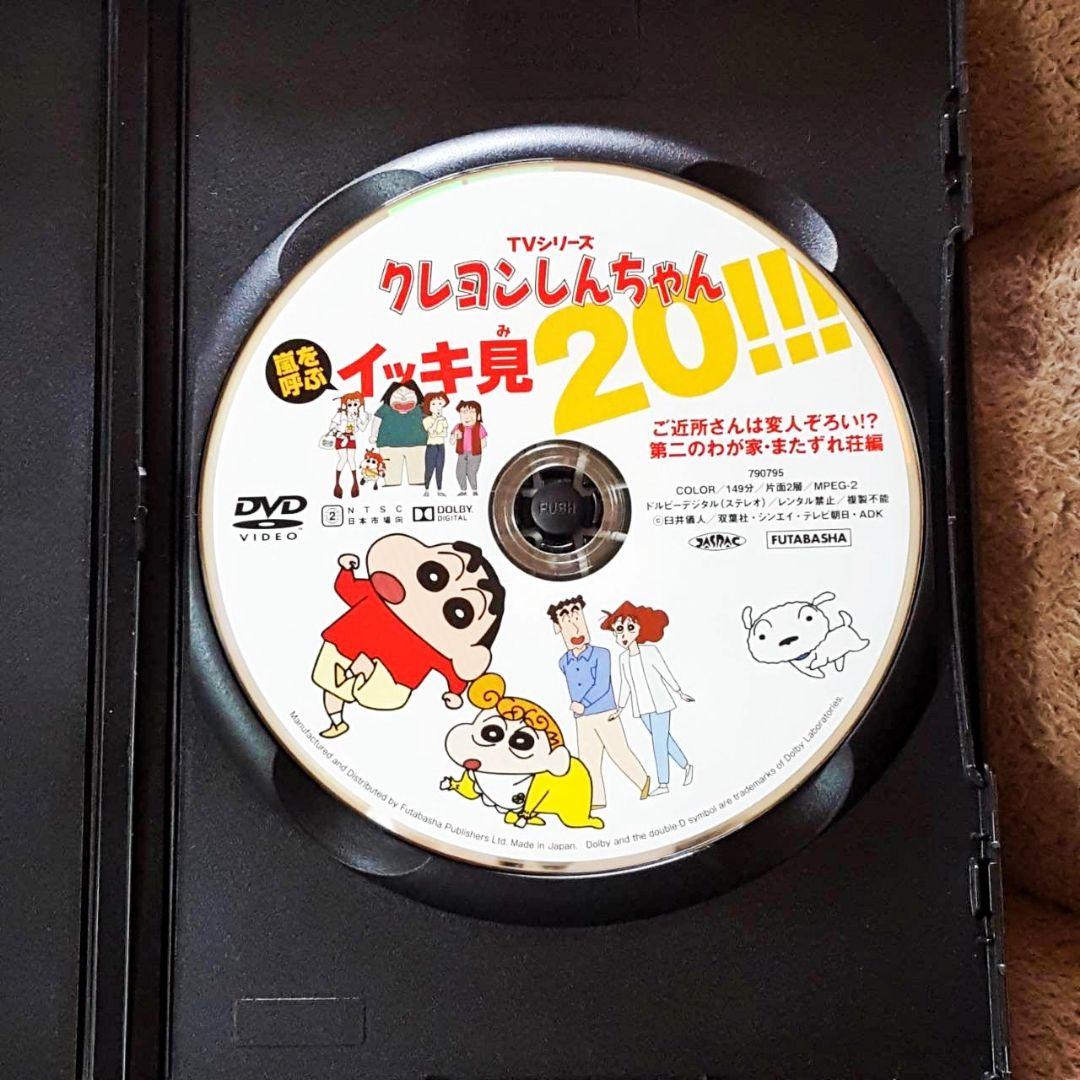 TVシリーズ
クレヨンしんちゃん
嵐を
呼ぶ
み
イッキ見
20!!!
ご近所さんは変人ぞろい!?
第二のわが家・またずれ荘編
790795
COLOR/149分/片面2層/MPEG-2
ドルビーデジタル(ステレオ)/レンタル禁止/複製不能
©臼井儀人/双葉社・シンエイ・テレビ朝日・ADK
JASRAC
FUTABASHA
DVD
VIDEO
2
NTSC
日本市場向
DOLBY
DIGITAL
PUSH
Manufactured and Distributed by Futabasha Publishers Ltd. Made in Japan. Dolby and the double-D symbol are trademarks of Dolby Laboratories.